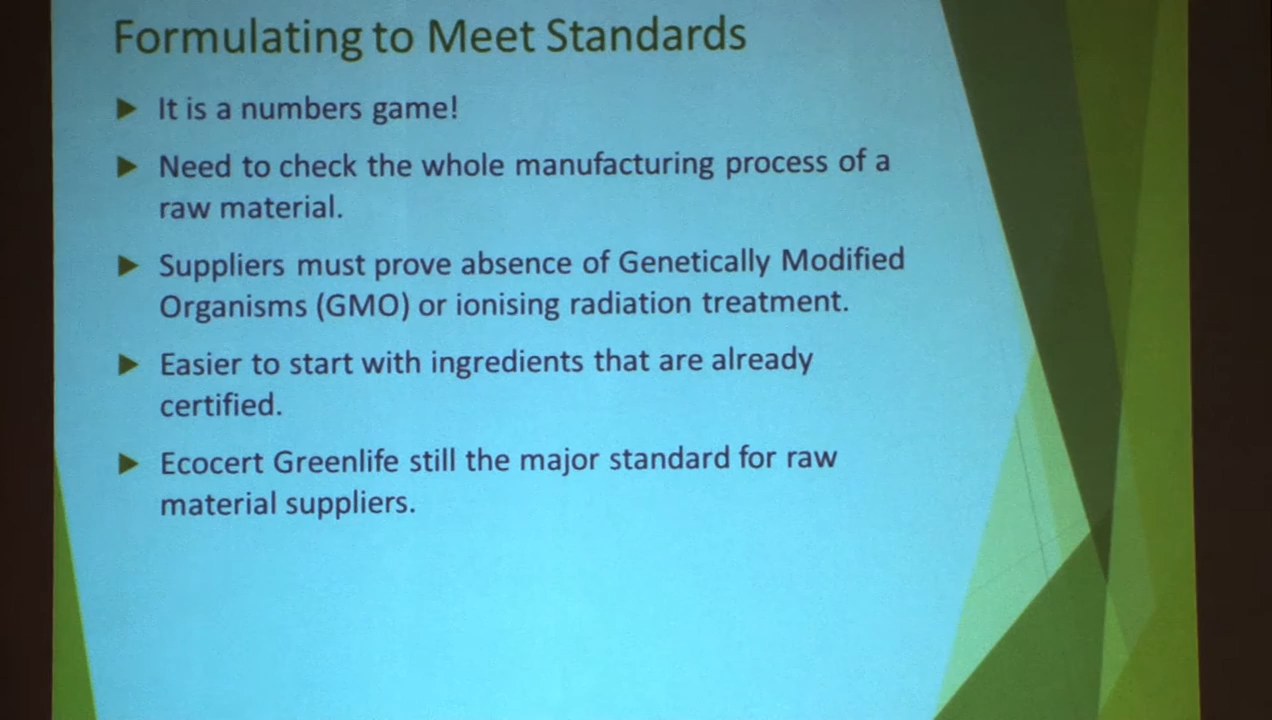 Formulating to Meet Standards
It is a numbers game!
Need to check the whole manufacturing process of a
raw material.
Suppliers must prove absence of Genetically Modified
Organisms (GMO) or ionising radiation treatment.
Easier to start with ingredients that are already
certified.
Ecocert Greenlife still the major standard for raw
material suppliers.